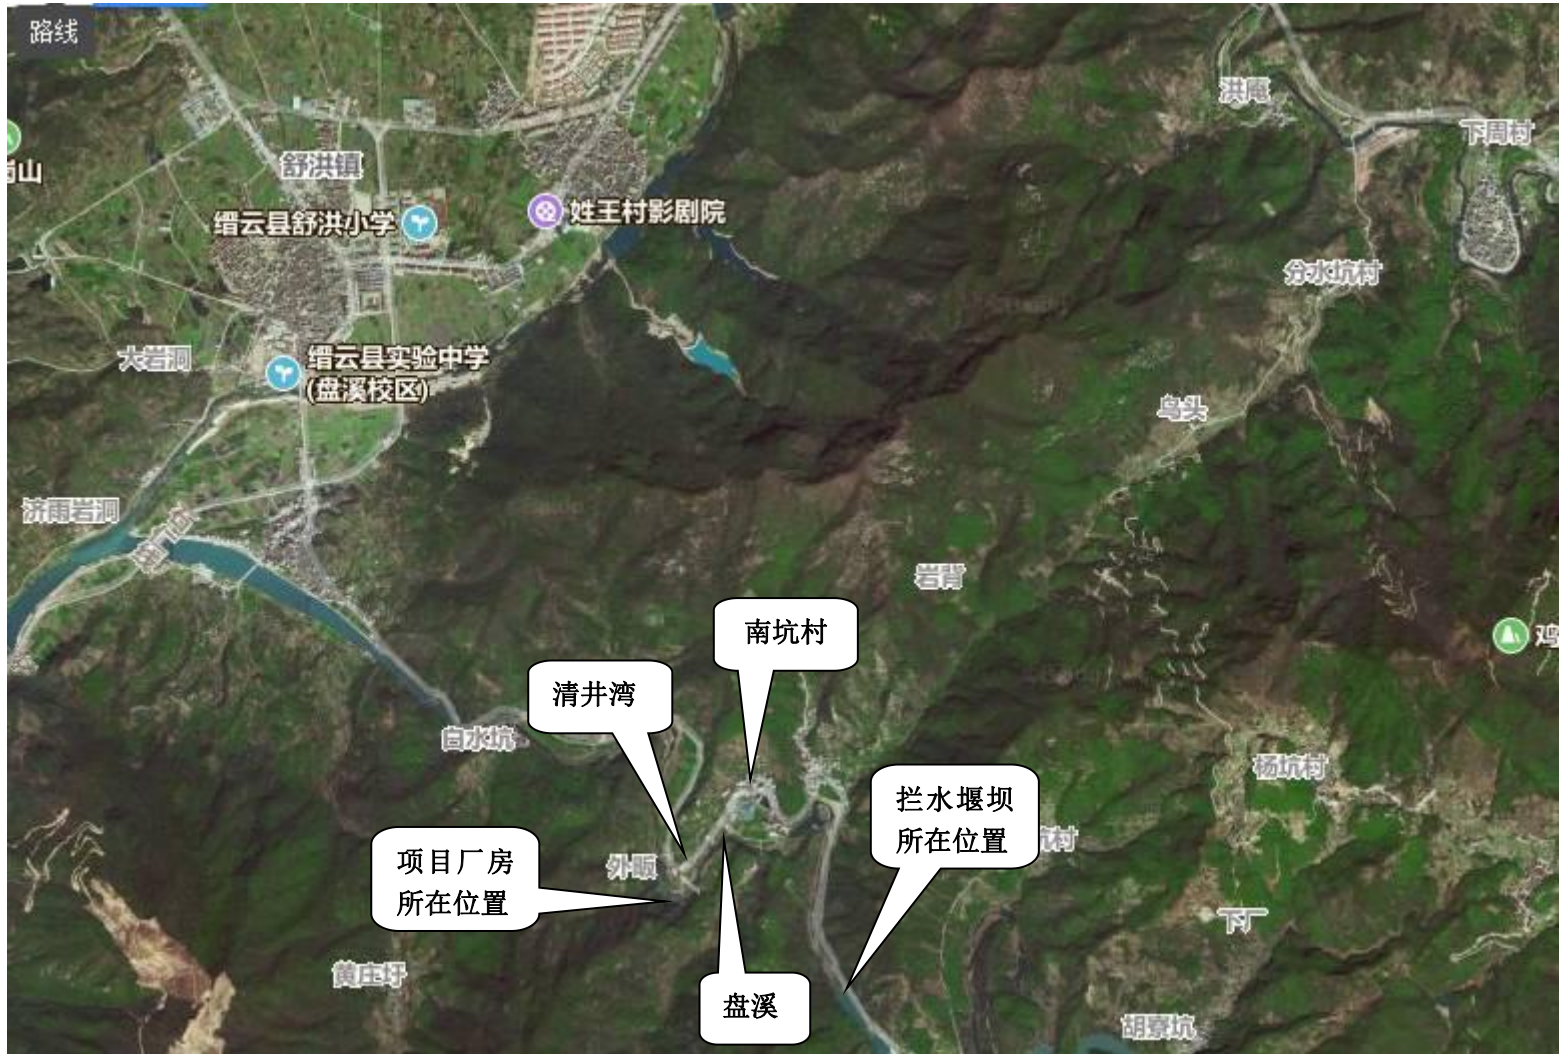 路线
洪庵
下周村
舒洪镇
缙云县舒洪小学
姓王村影剧院
分水坑村
大岩洞
缙云县实验中学
(盘溪校区)
乌头
济雨岩洞
岩背
南坑村
鸡
清井湾
白水坑
杨坑村
拦水堰坝
所在位置
坑村
项目厂房
所在位置
外畈
下厂
黄庄圩
盘溪
胡寮坑